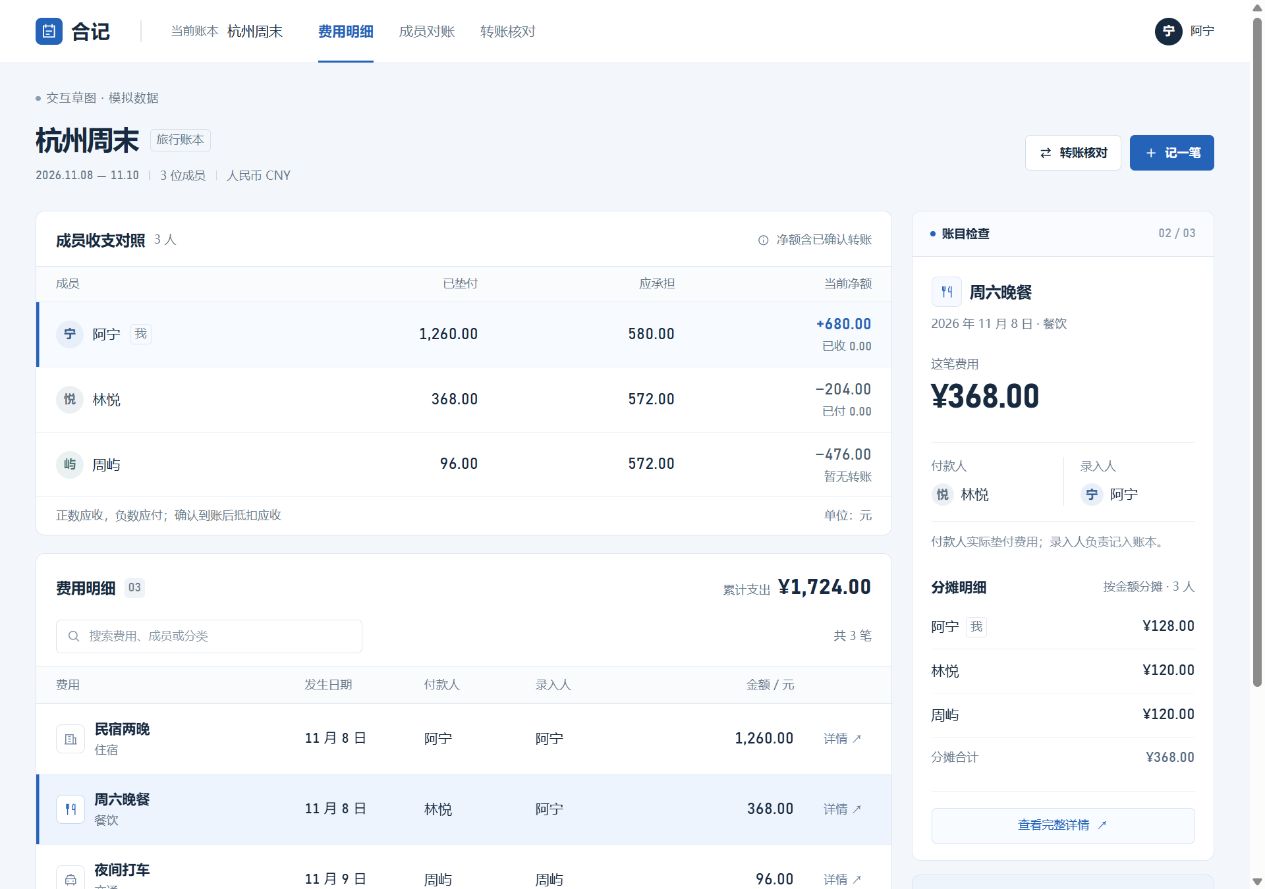 合记
当前账本 杭州周末 费用明细 成员对账 转账核对
宁 阿宁
交互草图 · 模拟数据
杭州周末 旅行账本
2026.11.08 — 11.10 3 位成员 人民币 CNY
转账核对
+ 记一笔
成员收支对照 3 人
净额含已确认转账
成员 已垫付 应承担 当前净额
宁 阿宁 我 1,260.00 580.00 +680.00
已收 0.00
悦 林悦 368.00 572.00 −204.00
已付 0.00
屿 周屿 96.00 572.00 −476.00
暂无转账
正数应收，负数应付；确认到账后抵扣应收 单位：元
费用明细 03
累计支出 ¥1,724.00
搜索费用、成员或分类
共 3 笔
费用 发生日期 付款人 录入人 金额 / 元
民宿两晚
住宿
11 月 8 日 阿宁 阿宁 1,260.00 详情 ↗
周六晚餐
餐饮
11 月 8 日 林悦 阿宁 368.00 详情 ↗
夜间打车
交通
11 月 9 日 周屿 周屿 96.00 详情 ↗
账目检查 02 / 03
周六晚餐
2026 年 11 月 8 日 · 餐饮
这笔费用
¥368.00
付款人 录入人
悦 林悦 宁 阿宁
付款人实际垫付费用；录入人负责记入账本。
分摊明细 按金额分摊 · 3 人
阿宁 我 ¥128.00
林悦 ¥120.00
周屿 ¥120.00
分摊合计 ¥368.00
查看完整详情 ↗